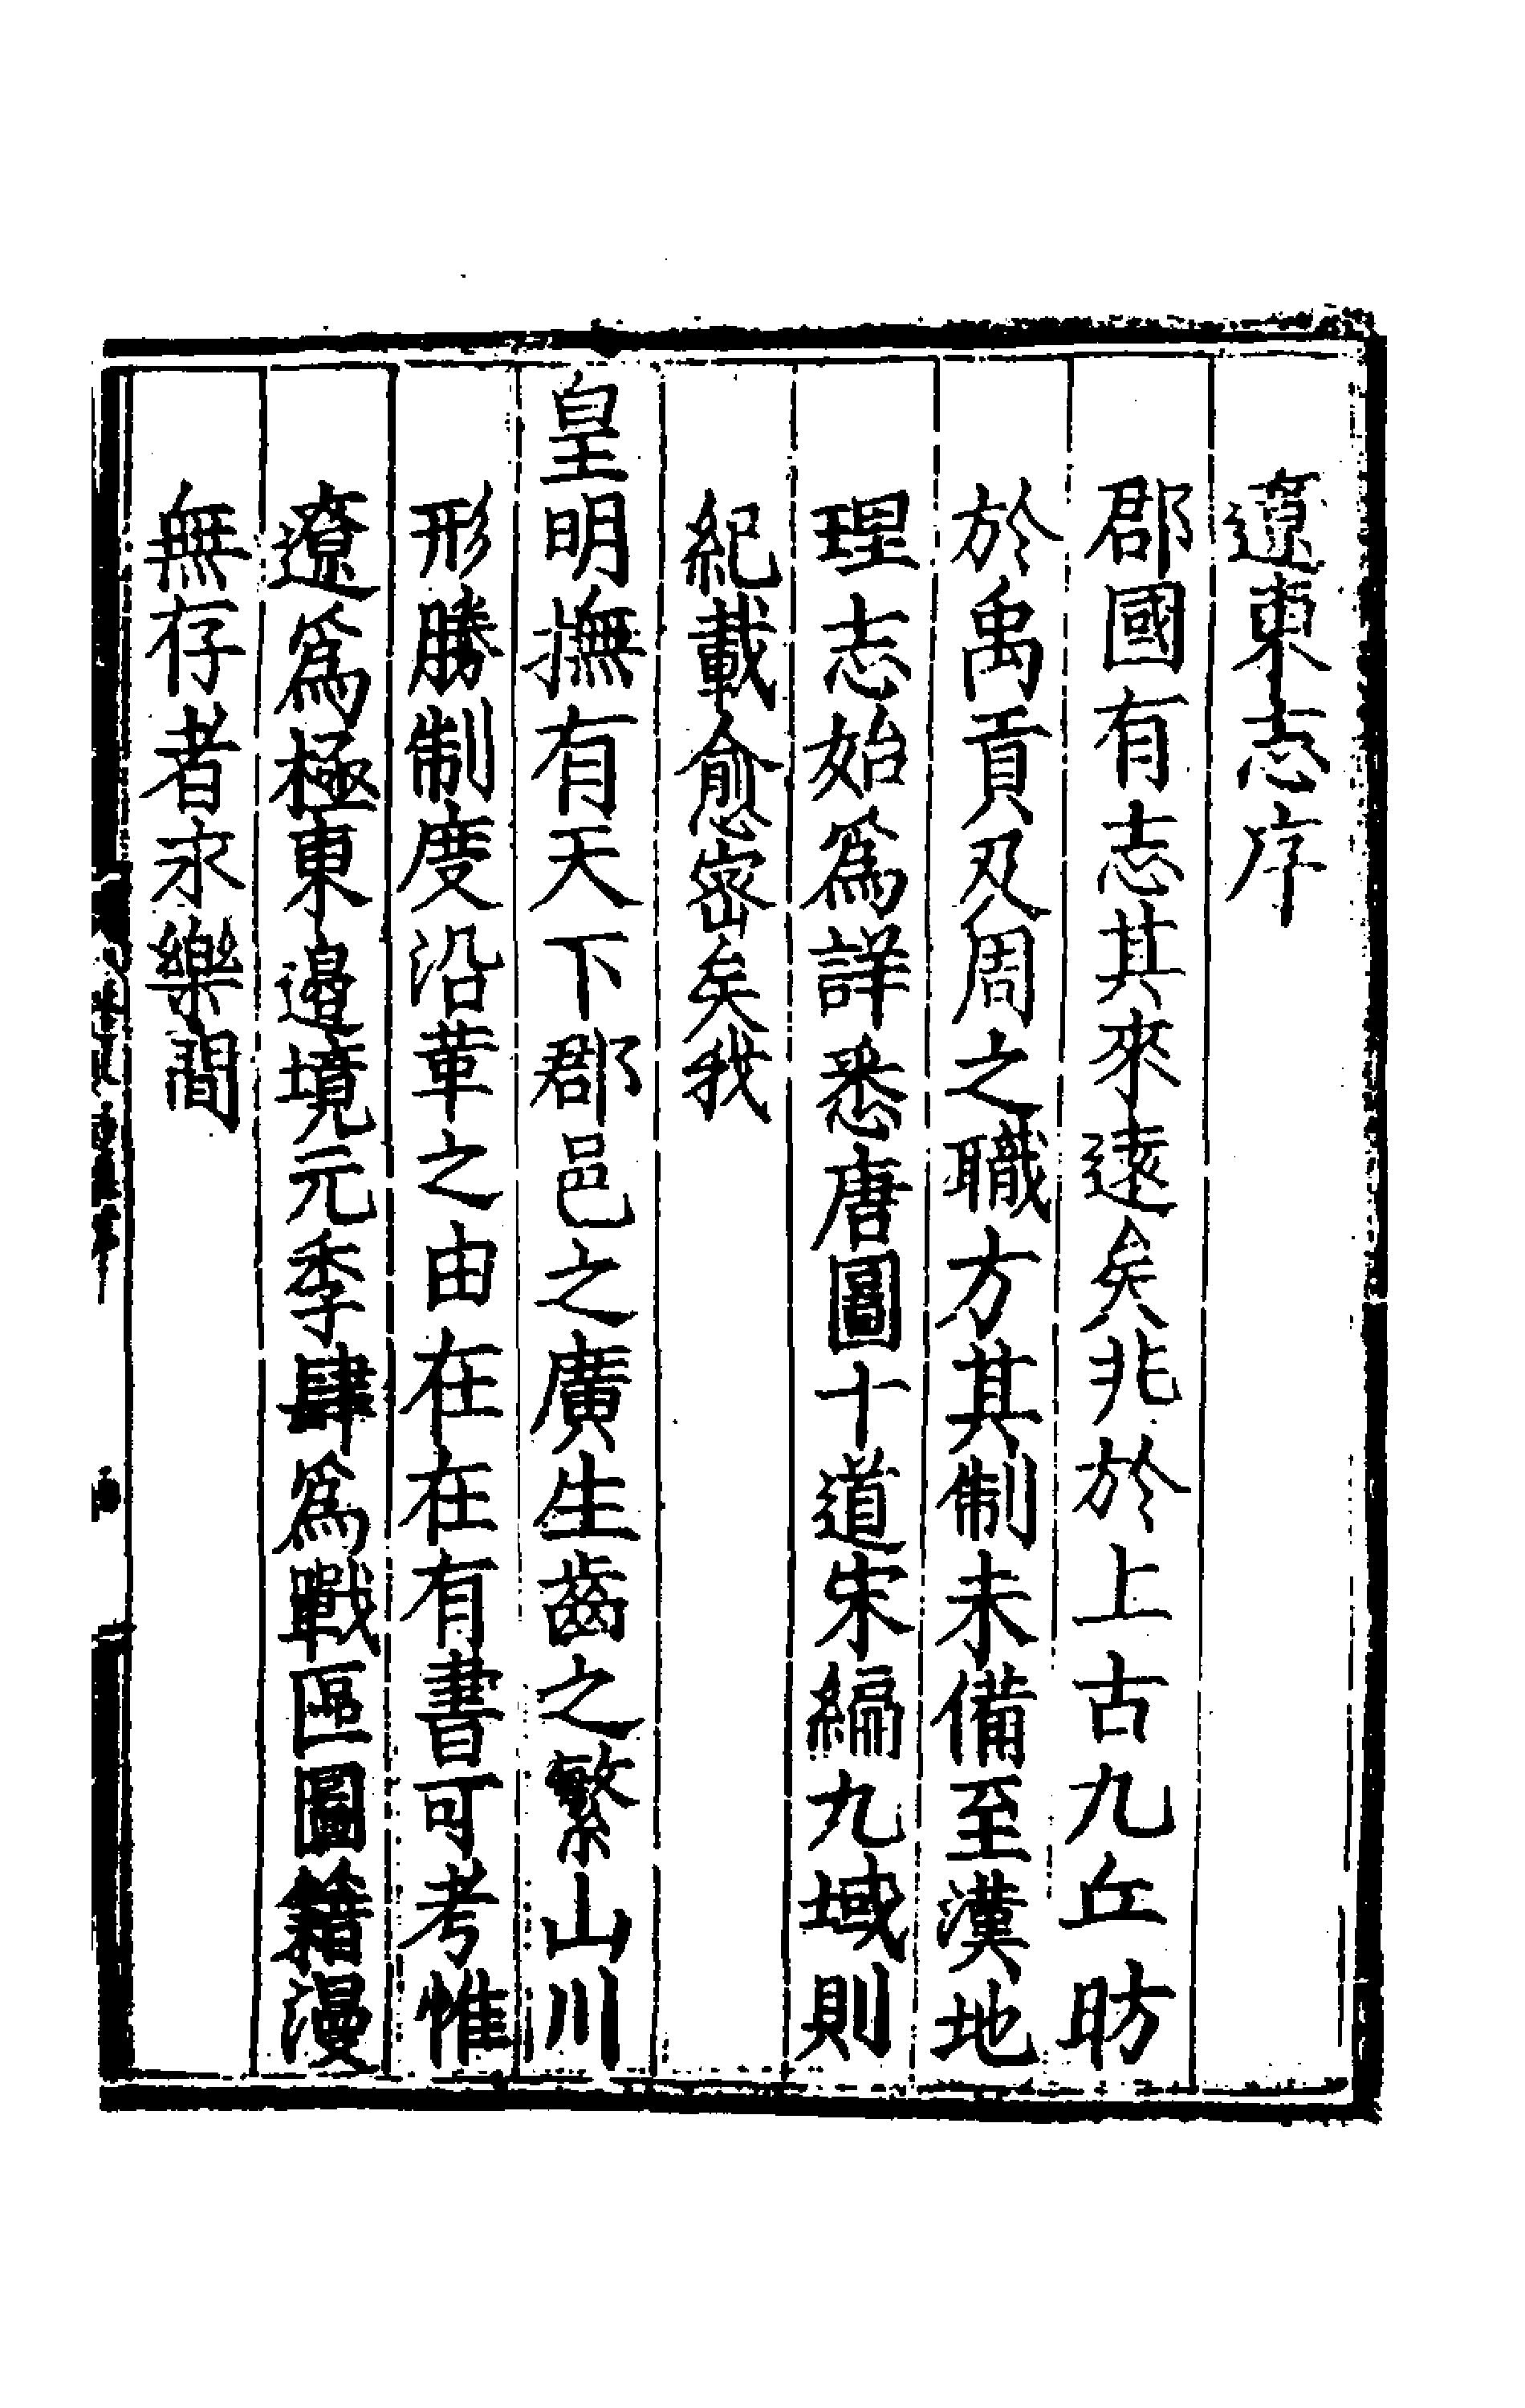 遼東志序
郡國有志其來遠矣兆於上古九丘昉
於禹貢及周之職方其制未備至漢地
理志始爲詳悉唐圖十道宋編九域則
紀載愈密矣我
皇明撫有天下郡邑之廣生齒之繁山川
形勝制度沿革之由在在有書可考惟
遼爲極東邊境元季肆爲戰區圖籍漫
無存者永樂間